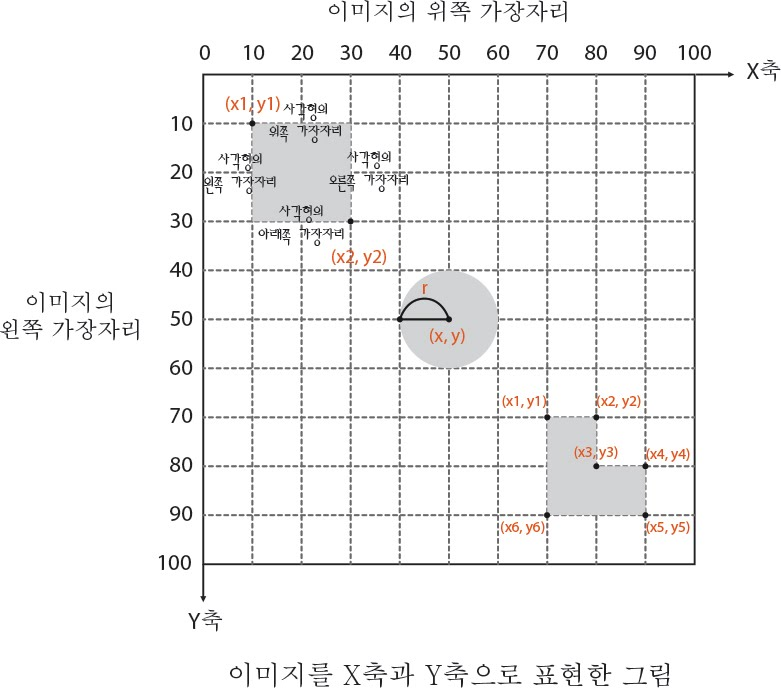 이미지의 위쪽 가장자리
0 10 20 30 40 50 60 70 80 90 100
X축
(x1, y1)
사각형의
위쪽 가장자리
10
사각형의
왼쪽 가장자리
사각형의
오른쪽 가장자리
20
사각형의
아래쪽 가장자리
30
(x2, y2)
40
r
이미지의
왼쪽 가장자리
50
(x, y)
60
(x1, y1)
(x2, y2)
70
(x3, y3)
(x4, y4)
80
90
(x6, y6)
(x5, y5)
100
Y축
이미지를 X축과 Y축으로 표현한 그림